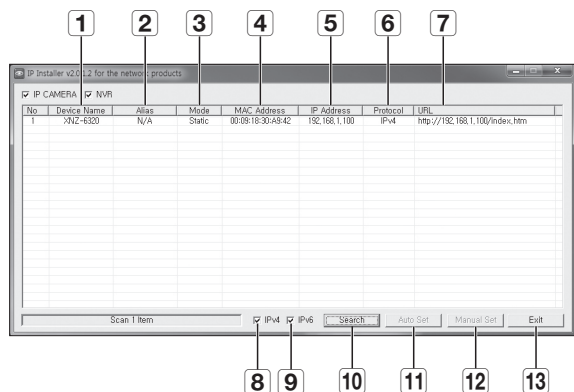 1 2 3 4 5 6 7
IP Installer v2.0.1.2 for the network products
IP CAMERA NVR
No Device Name Alias Mode MAC Address IP Address Protocol URL
1 XNZ-6320 N/A Static 00:09:18:30:A9:42 192,168,1,100 IPv4 http://192,168,1,100/index,htm
Scan 1 Item IPv4 IPv6 Search Auto Set Manual Set Exit
8 9 10 11 12 13